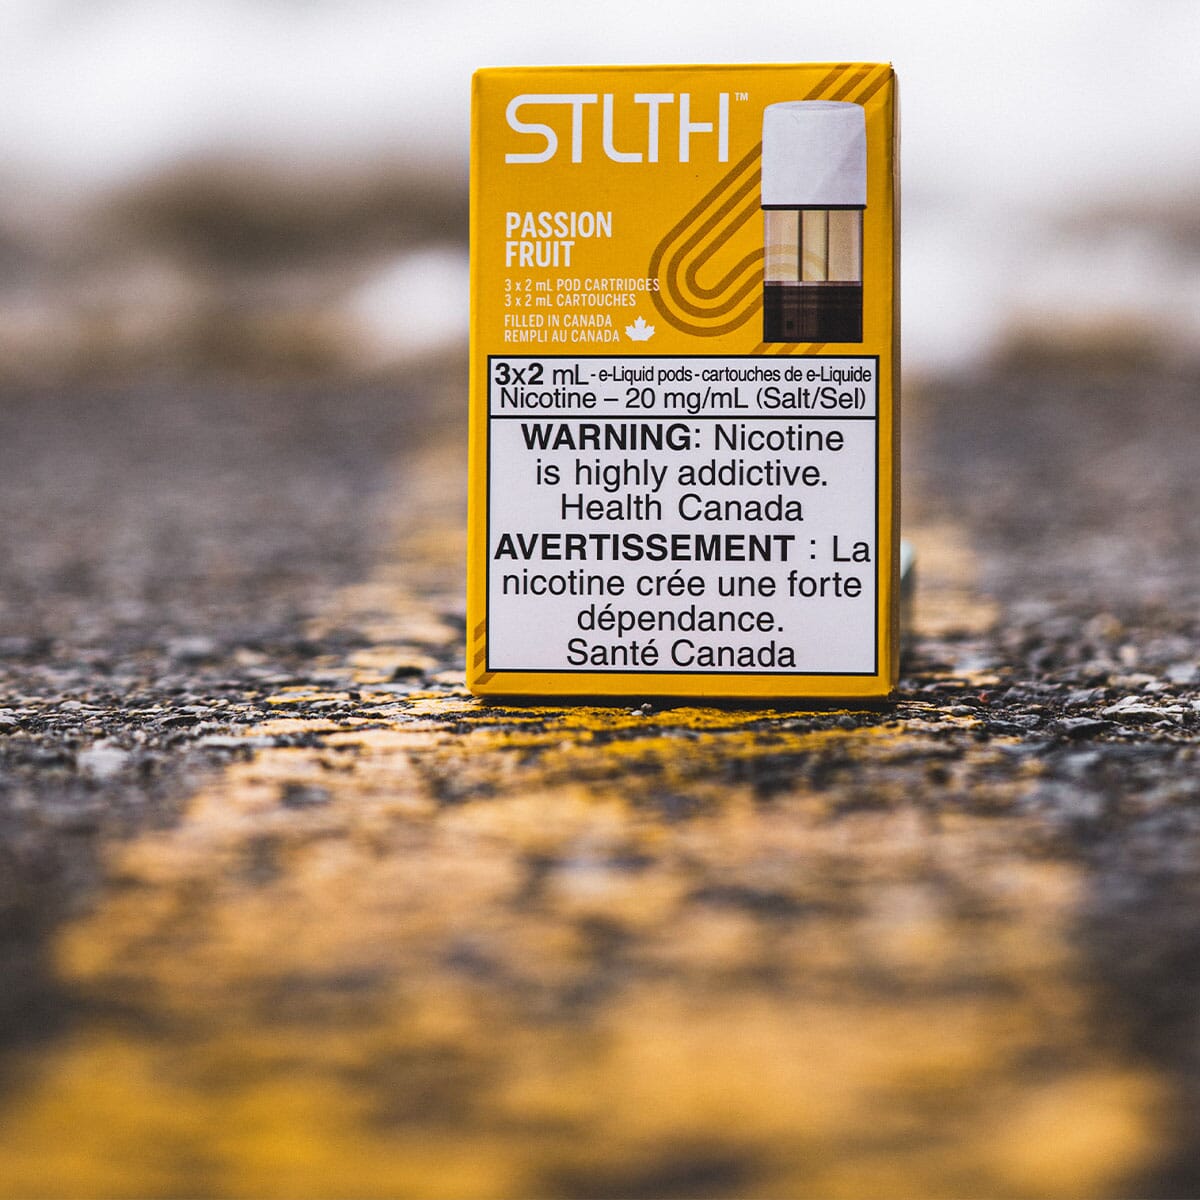 STLTH™
PASSION
FRUIT
3 x 2 mL POD CARTRIDGES
3 x 2 mL CARTOUCHES
FILLED IN CANADA
REMPLI AU CANADA
3x2 mL - e-Liquid pods - cartouches de e-Liquide
Nicotine – 20 mg/mL (Salt/Sel)
WARNING: Nicotine
is highly addictive.
Health Canada
AVERTISSEMENT : La
nicotine crée une forte
dépendance.
Santé Canada